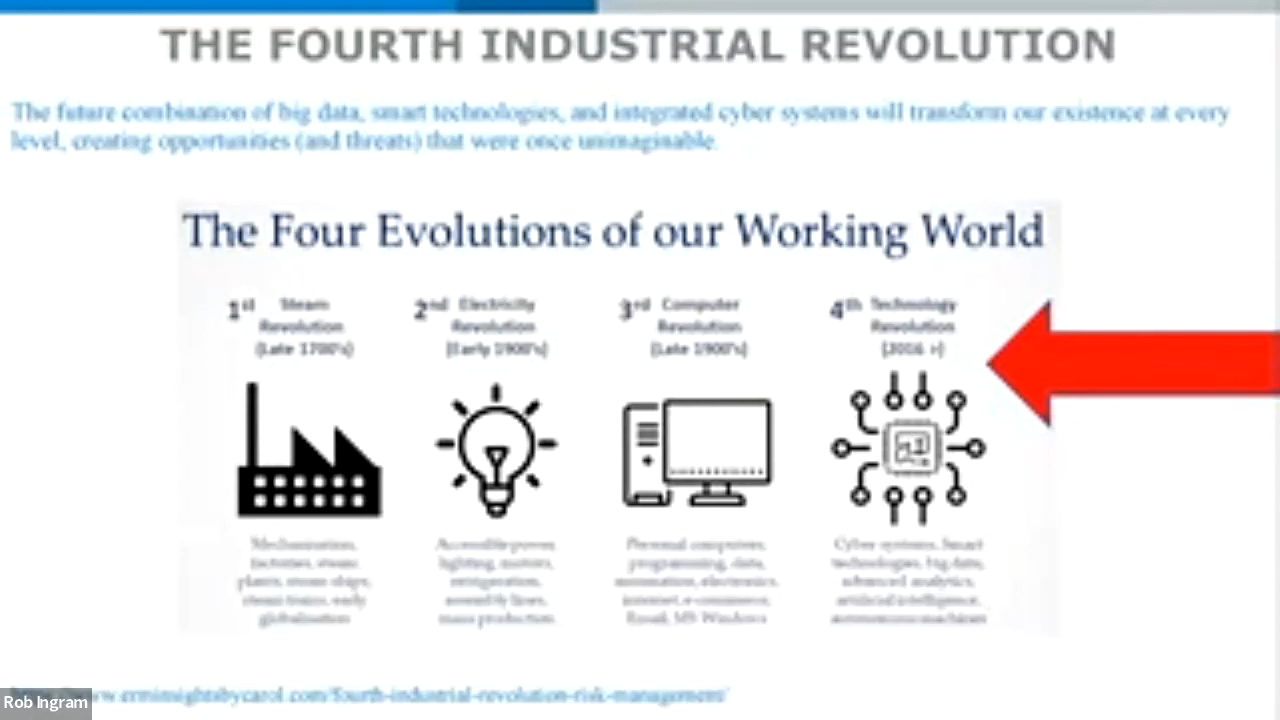 THE FOURTH INDUSTRIAL REVOLUTION
The future combination of big data, smart technologies, and integrated cyber systems will transform our existence at every
level, creating opportunities (and threats) that were once unimaginable.
The Four Evolutions of our Working World
1st Steam
Revolution
(Late 1700's)
2nd Electricity
Revolution
(Early 1900's)
3rd Computer
Revolution
(Late 1900's)
4th Technology
Revolution
(2016 >)
Mechanisation,
factories, steam
plants, steam ships,
steam trains, early
globalisation
Accessible power,
lighting, motors,
refrigeration,
assembly lines,
mass production
Personal computers,
programming, data,
automation, electronics,
internet, e-commerce,
Email, MS Windows
Cyber systems, Smart
technologies, big data,
advanced analytics,
artificial intelligence,
autonomous machines
www.erminsightsbycarol.com/fourth-industrial-revolution-risk-management/
Rob Ingram